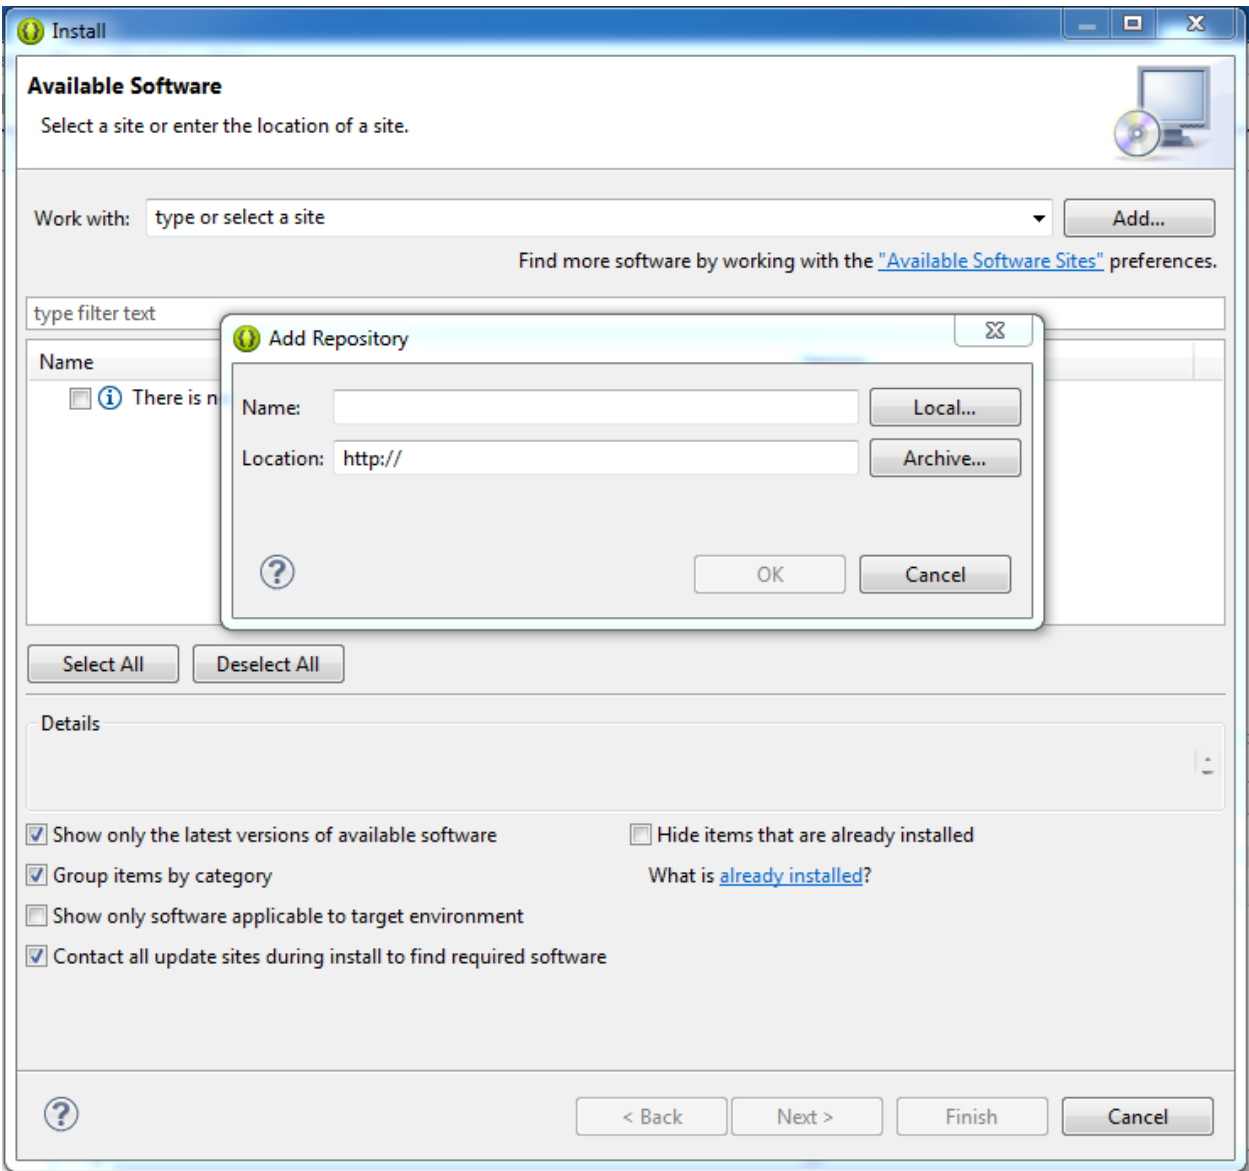 Install
Available Software
Select a site or enter the location of a site.
Work with: type or select a site Add...
Find more software by working with the "Available Software Sites" preferences.
type filter text
Name
There is
Add Repository
Name: Local...
Location: http:// Archive...
OK Cancel
Select All Deselect All
Details
Show only the latest versions of available software Hide items that are already installed
Group items by category What is already installed?
Show only software applicable to target environment
Contact all update sites during install to find required software
< Back Next > Finish Cancel